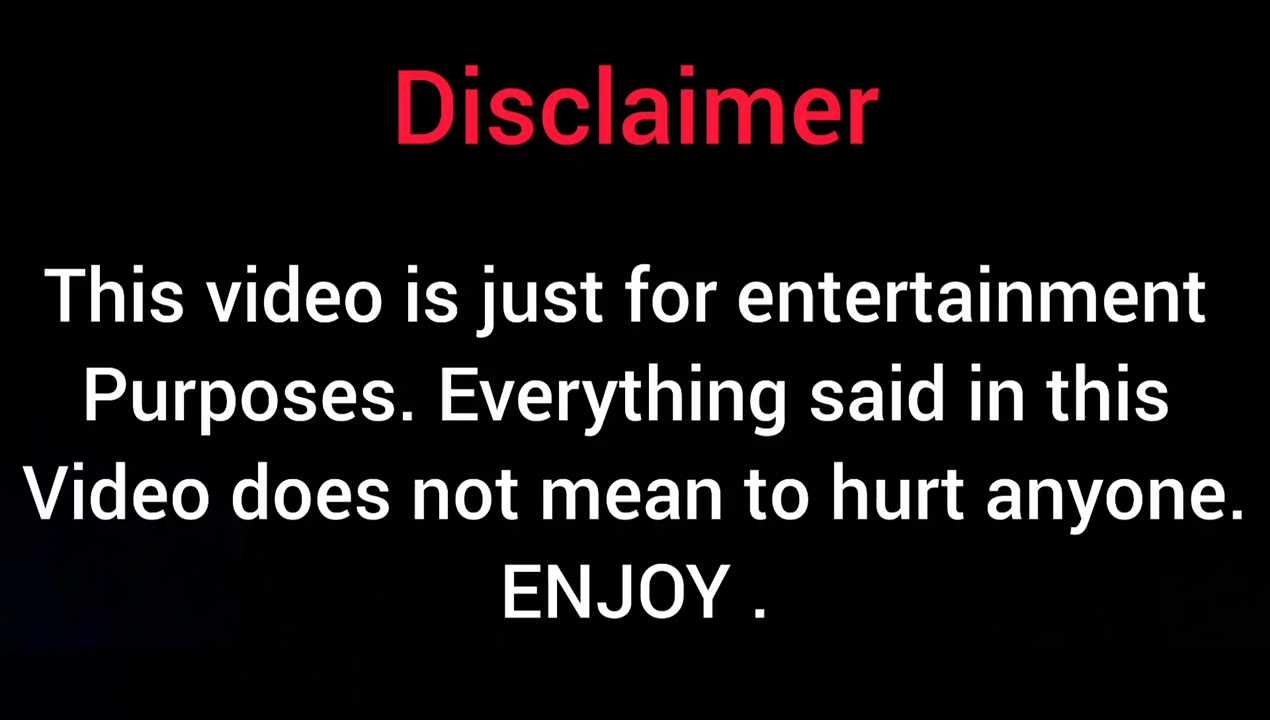 Disclaimer
This video is just for entertainment
Purposes. Everything said in this
Video does not mean to hurt anyone.
ENJOY .